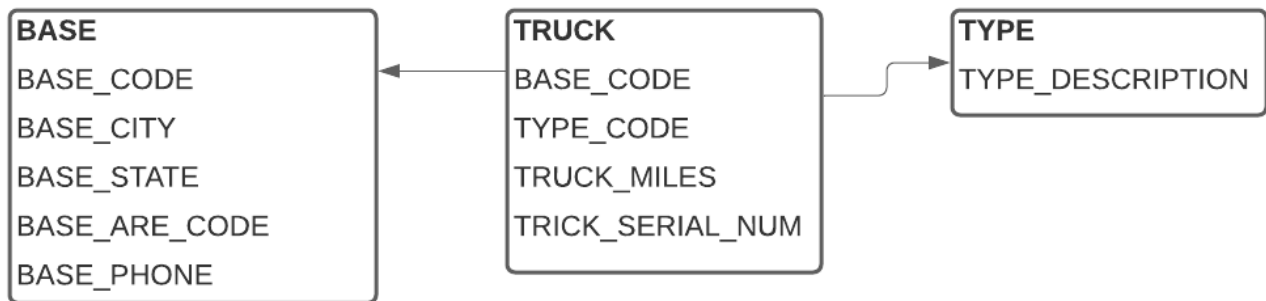 BASE
BASE_CODE
BASE_CITY
BASE_STATE
BASE_ARE_CODE
BASE_PHONE
TRUCK
BASE_CODE
TYPE_CODE
TRUCK_MILES
TRICK_SERIAL_NUM
TYPE
TYPE_DESCRIPTION